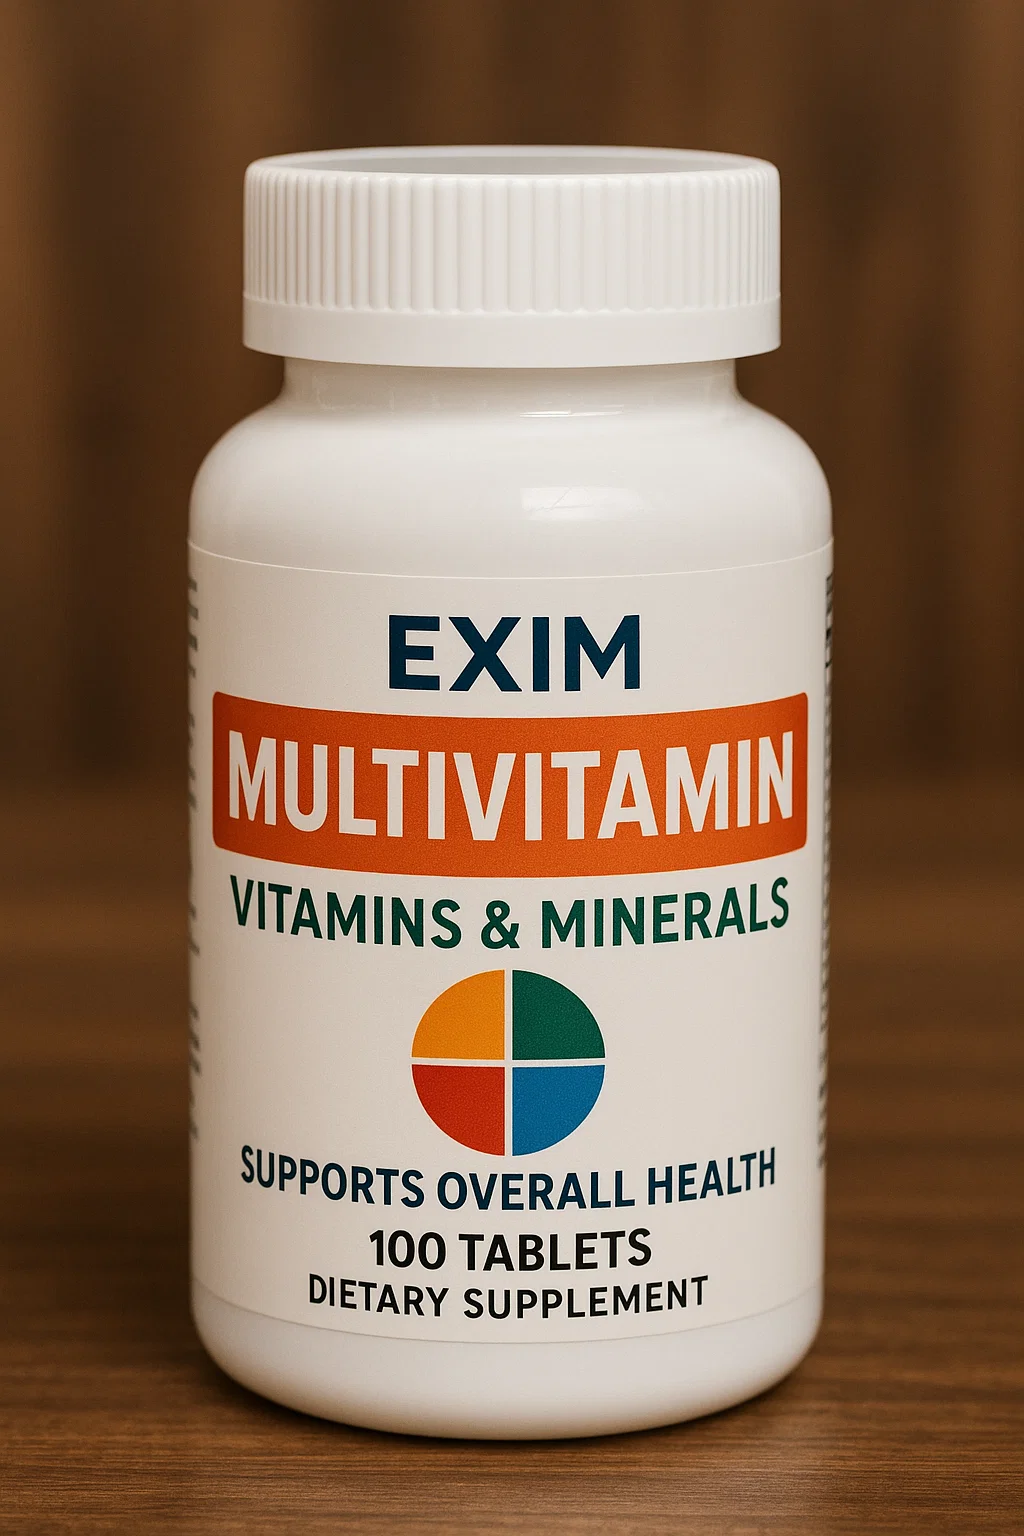 EXIM
MULTIVITAMIN
VITAMINS & MINERALS
SUPPORTS OVERALL HEALTH
100 TABLETS
DIETARY SUPPLEMENT